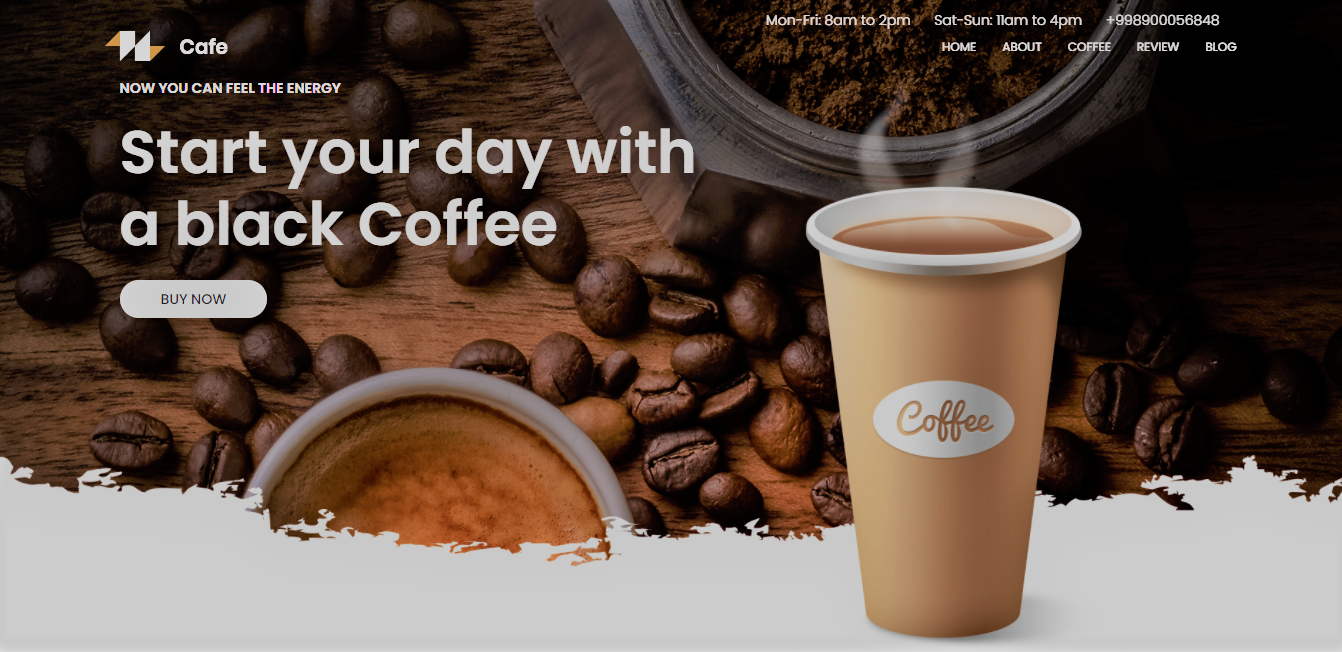 Mon-Fri: 8am to 2pm Sat-Sun: 11am to 4pm +998900056848
Cafe
HOME ABOUT COFFEE REVIEW BLOG
NOW YOU CAN FEEL THE ENERGY
Start your day with
a black Coffee
BUY NOW
Coffee